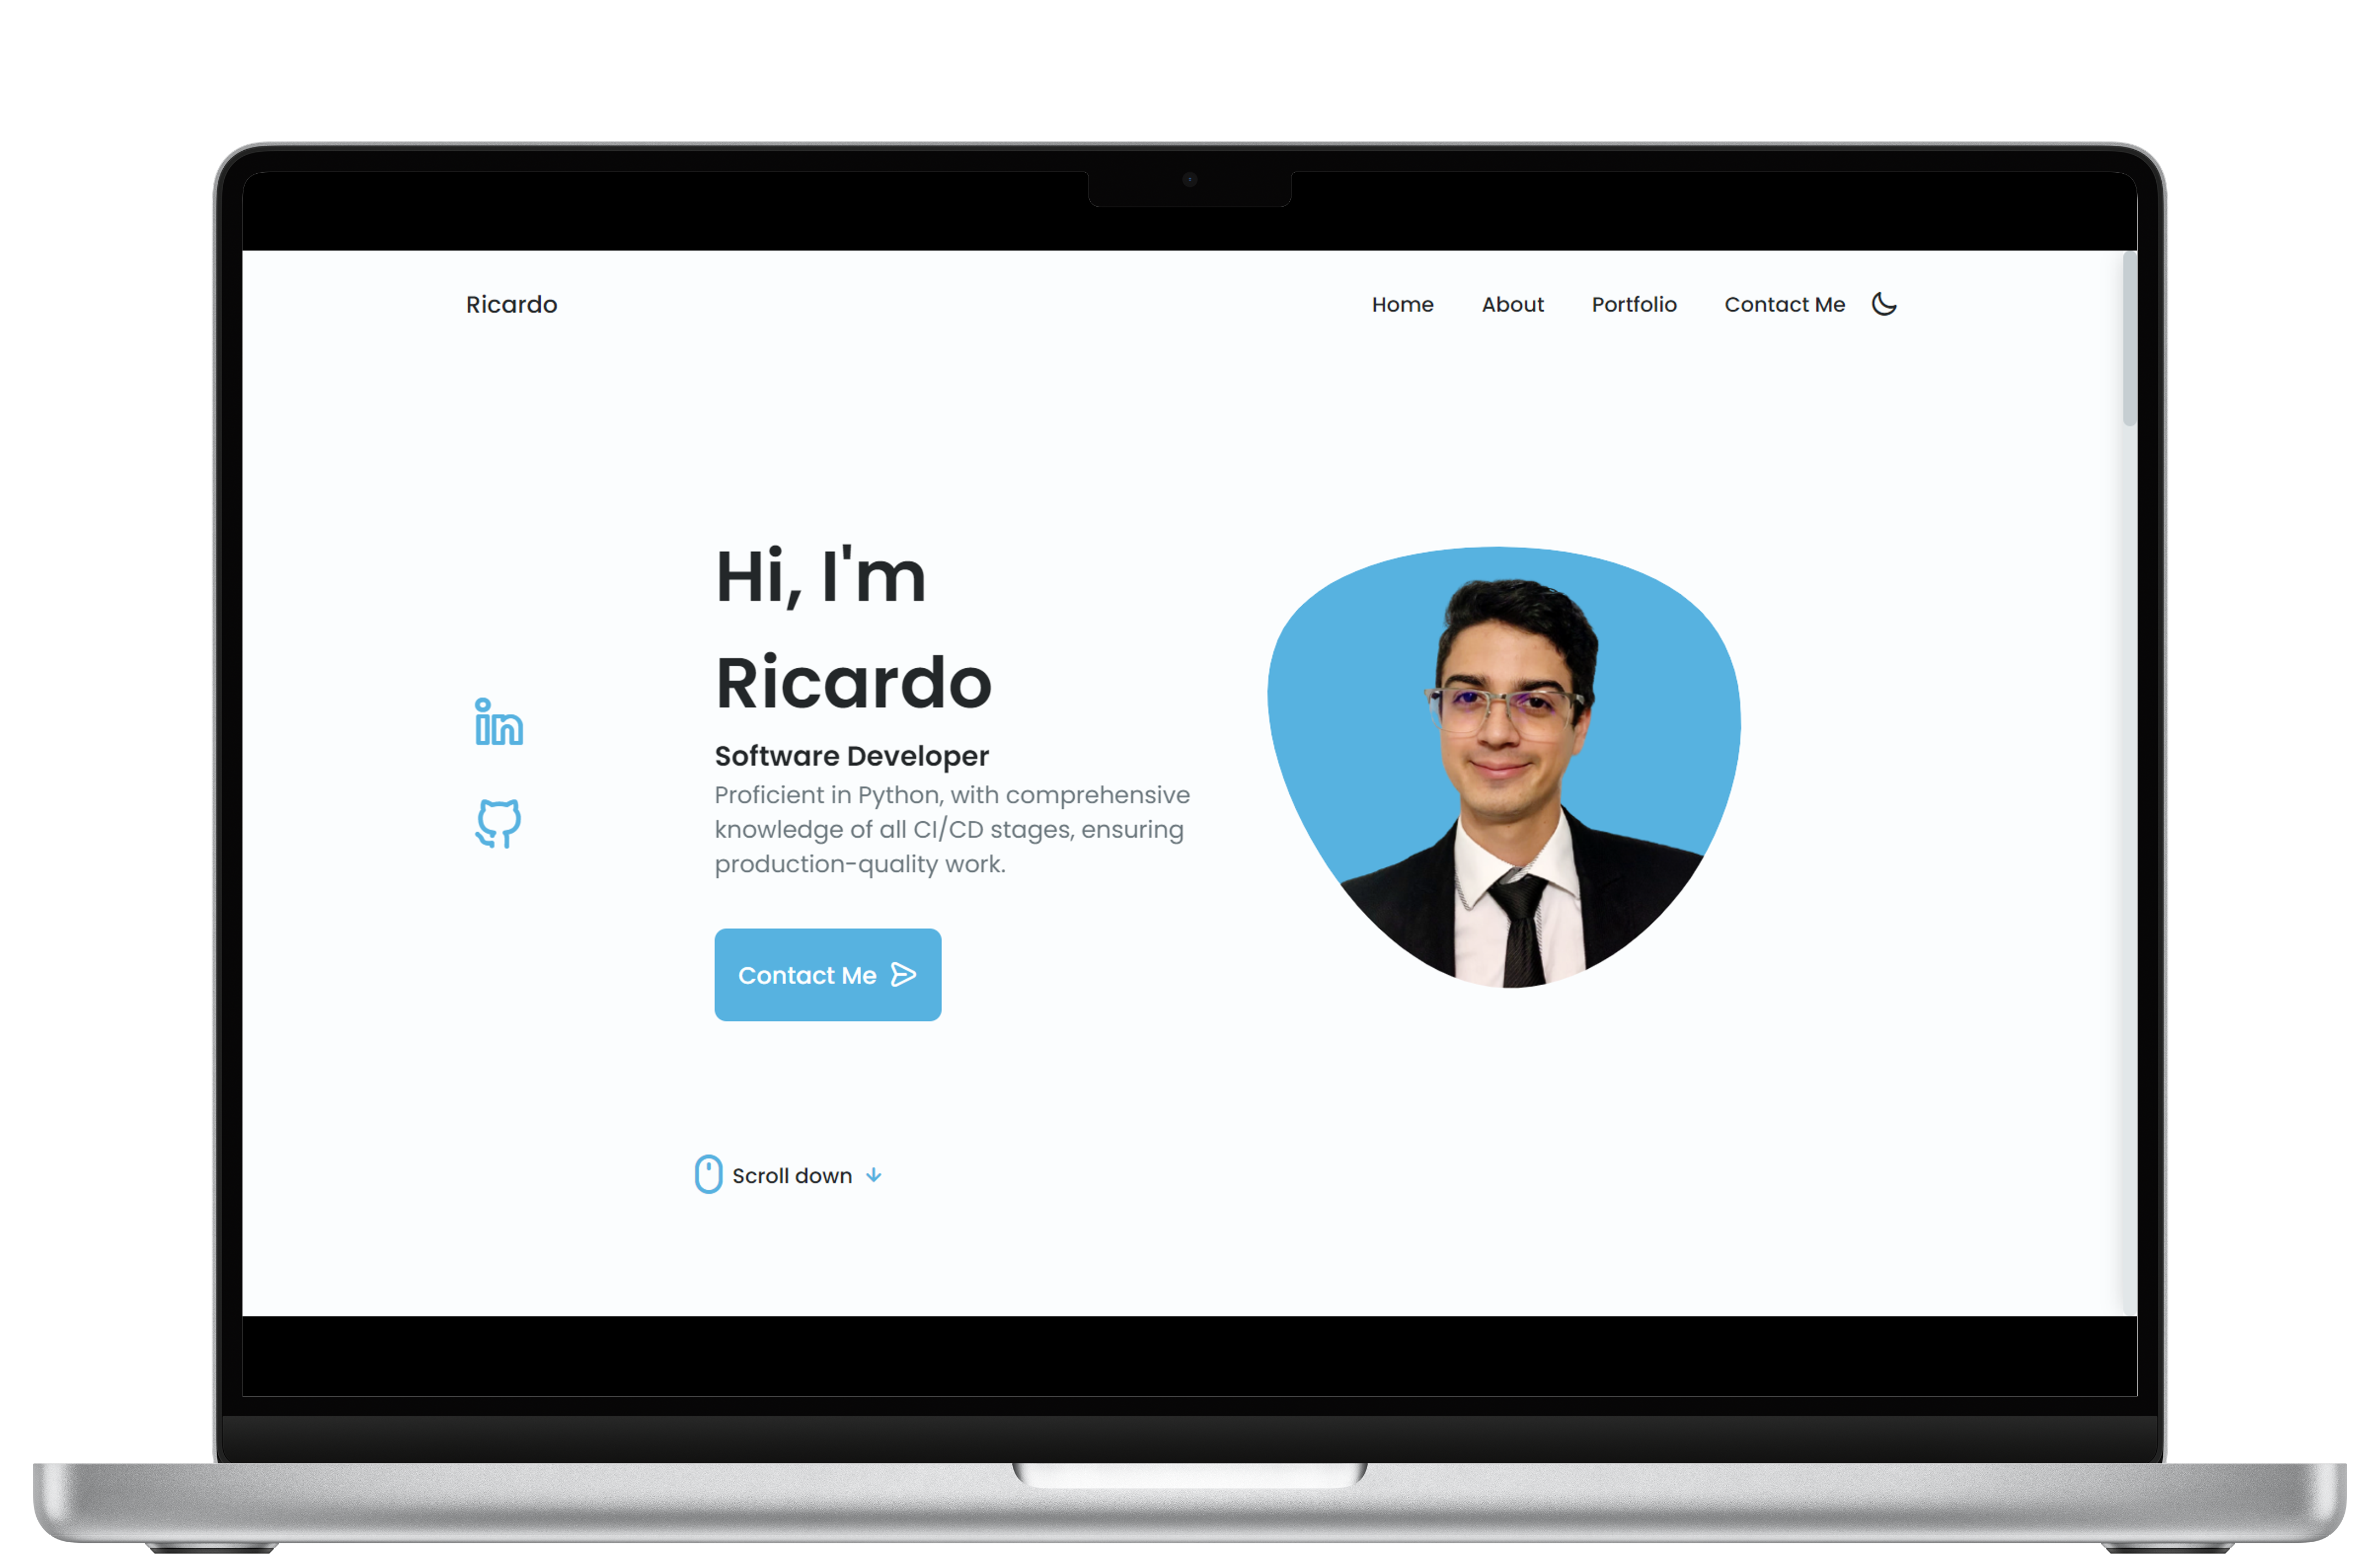 Ricardo
Home About Portfolio Contact Me
Hi, I'm
Ricardo
in
Software Developer
Proficient in Python, with comprehensive
knowledge of all CI/CD stages, ensuring
production-quality work.
Contact Me
Scroll down